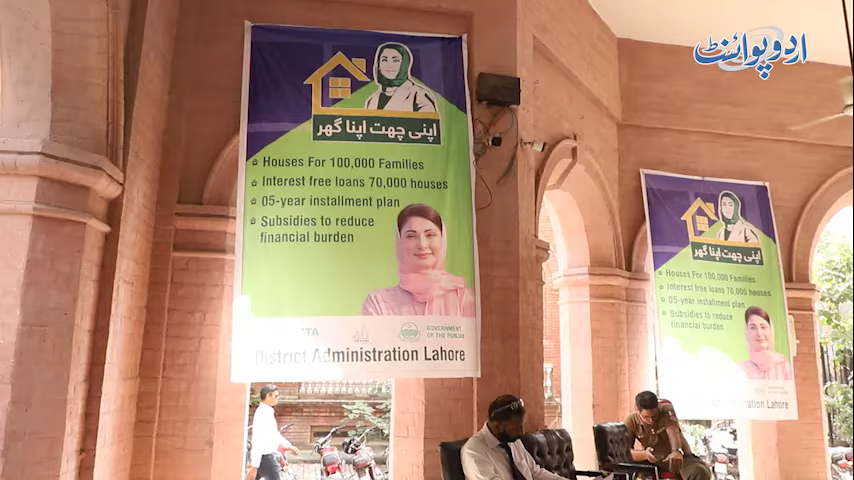 اردو پوائنٹ
اپنی چھت اپنا گھر
Houses For 100,000 Families
Interest free loans 70,000 houses
05-year installment plan
Subsidies to reduce
financial burden
GOVERNMENT
OF THE PUNJAB
District Administration Lahore
اپنی چھت اپنا گھر
Houses For 100,000 Families
Interest free loans 70,000 houses
05-year installment plan
Subsidies to reduce
financial burden
Lahore